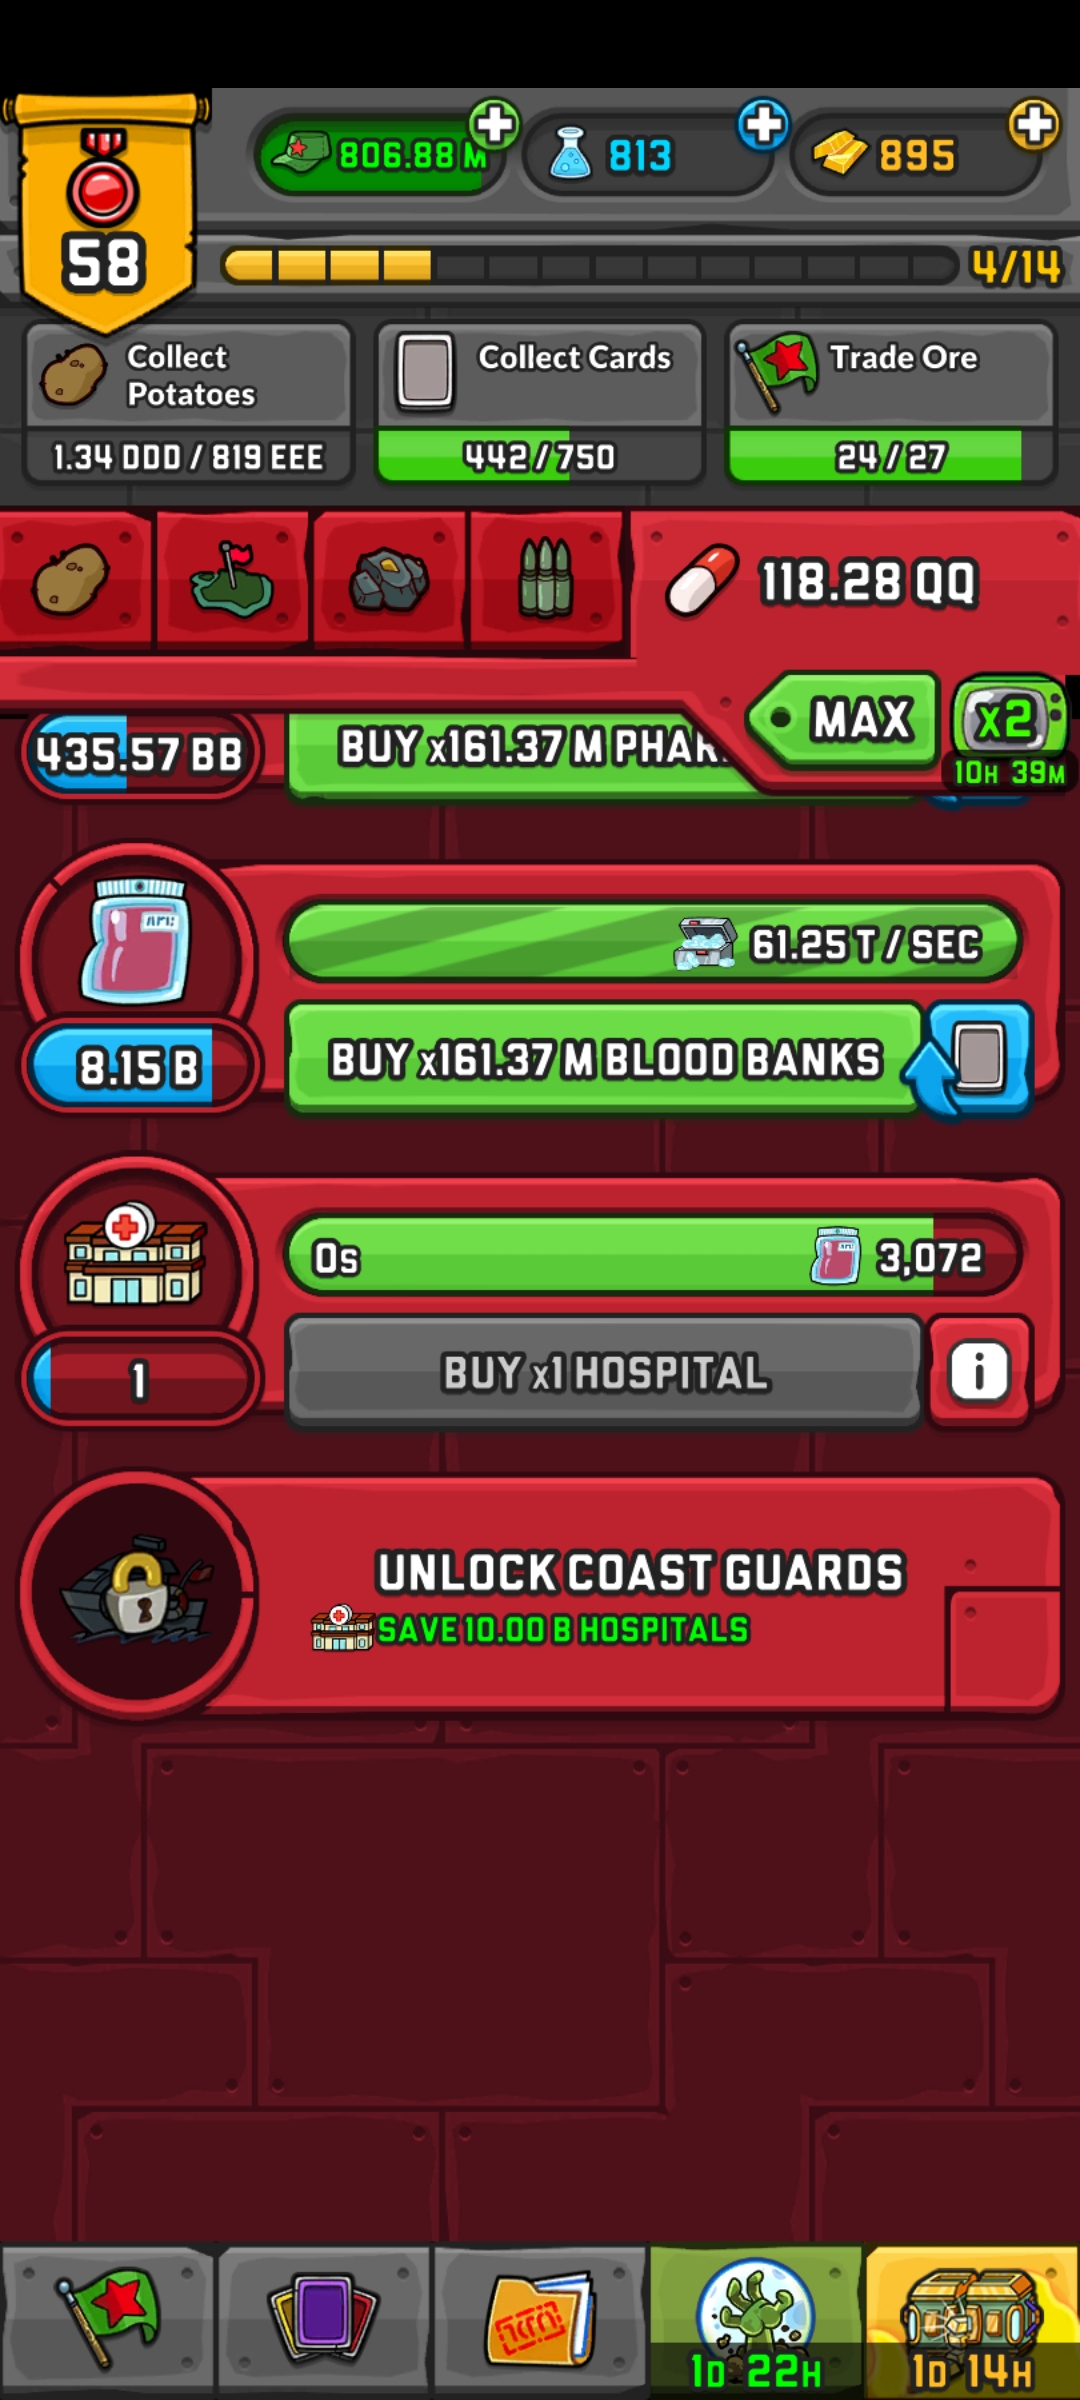 58
806.88 M
813
895
4/14
Collect
Potatoes
1.34 DDD / 819 EEE
Collect Cards
442 / 750
Trade Ore
24 / 27
118.28 QQ
MAX
x2
10H 39M
435.57 BB
BUY x161.37 M
61.25 T / SEC
8.15 B
BUY x161.37 M BLOOD BANKS
0s
3,072
1
BUY x1 HOSPITAL
i
UNLOCK COAST GUARDS
SAVE 10.00 B HOSPITALS
1D 22H
1D 14H